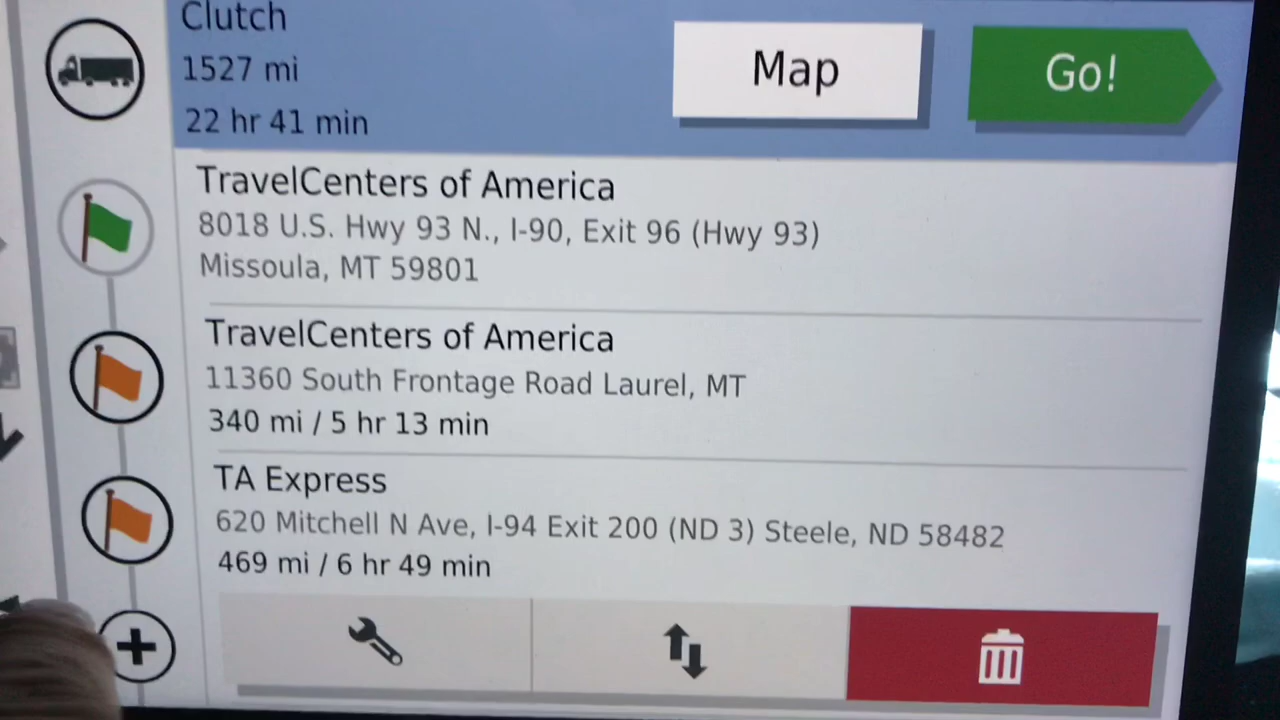 Clutch
1527 mi
22 hr 41 min
Map
Go!
TravelCenters of America
8018 U.S. Hwy 93 N., I-90, Exit 96 (Hwy 93)
Missoula, MT 59801
TravelCenters of America
11360 South Frontage Road Laurel, MT
340 mi / 5 hr 13 min
TA Express
620 Mitchell N Ave, I-94 Exit 200 (ND 3) Steele, ND 58482
469 mi / 6 hr 49 min